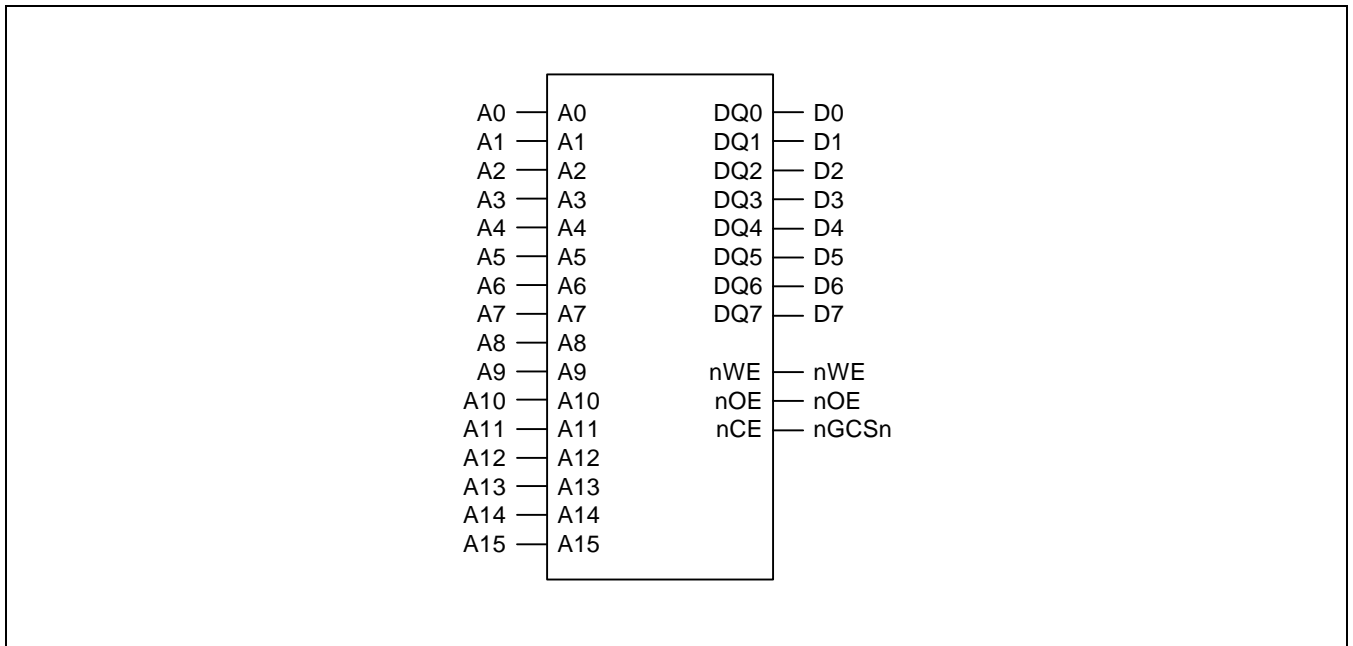 A0 A0 DQ0 D0
A1 A1 DQ1 D1
A2 A2 DQ2 D2
A3 A3 DQ3 D3
A4 A4 DQ4 D4
A5 A5 DQ5 D5
A6 A6 DQ6 D6
A7 A7 DQ7 D7
A8 A8
A9 A9 nWE nWE
A10 A10 nOE nOE
A11 A11 nCE nGCSn
A12 A12
A13 A13
A14 A14
A15 A15